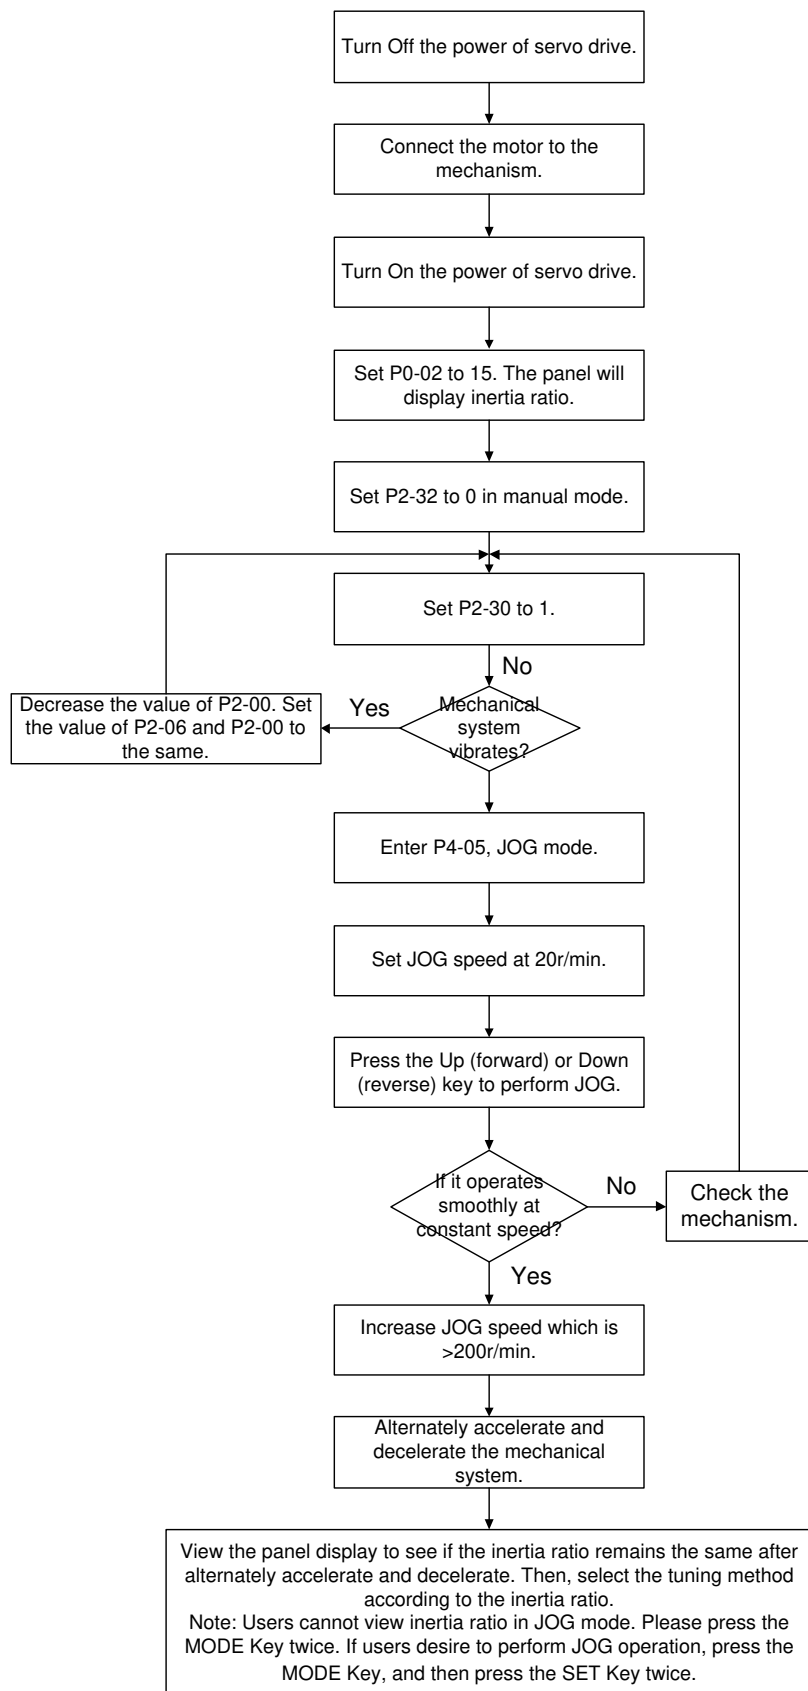 Turn Off the power of servo drive.
Connect the motor to the
mechanism.
Turn On the power of servo drive.
Set P0-02 to 15. The panel will
display inertia ratio.
Set P2-32 to 0 in manual mode.
Set P2-30 to 1.
No
Decrease the value of P2-00. Set
the value of P2-06 and P2-00 to
the same.
Yes
Mechanical
system
vibrates?
Enter P4-05, JOG mode.
Set JOG speed at 20r/min.
Press the Up (forward) or Down
(reverse) key to perform JOG.
If it operates
smoothly at
constant speed?
No
Check the
mechanism.
Yes
Increase JOG speed which is
>200r/min.
Alternately accelerate and
decelerate the mechanical
system.
View the panel display to see if the inertia ratio remains the same after
alternately accelerate and decelerate. Then, select the tuning method
according to the inertia ratio.
Note: Users cannot view inertia ratio in JOG mode. Please press the
MODE Key twice. If users desire to perform JOG operation, press the
MODE Key, and then press the SET Key twice.